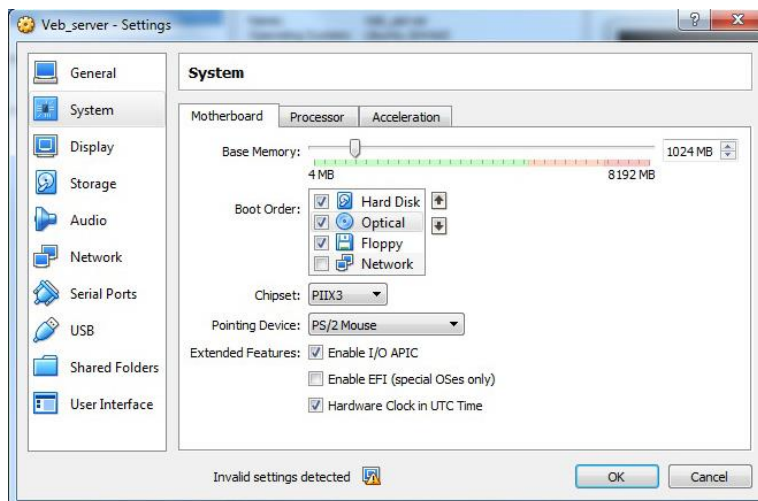 Veb_server - Settings
General
System
Display
Storage
Audio
Network
Serial Ports
USB
Shared Folders
User Interface
System
Motherboard Processor Acceleration
Base Memory: 1024 MB
4 MB 8192 MB
Boot Order: Hard Disk
Optical
Floppy
Network
Chipset: PIIX3
Pointing Device: PS/2 Mouse
Extended Features: Enable I/O APIC
Enable EFI (special OSes only)
Hardware Clock in UTC Time
Invalid settings detected OK Cancel